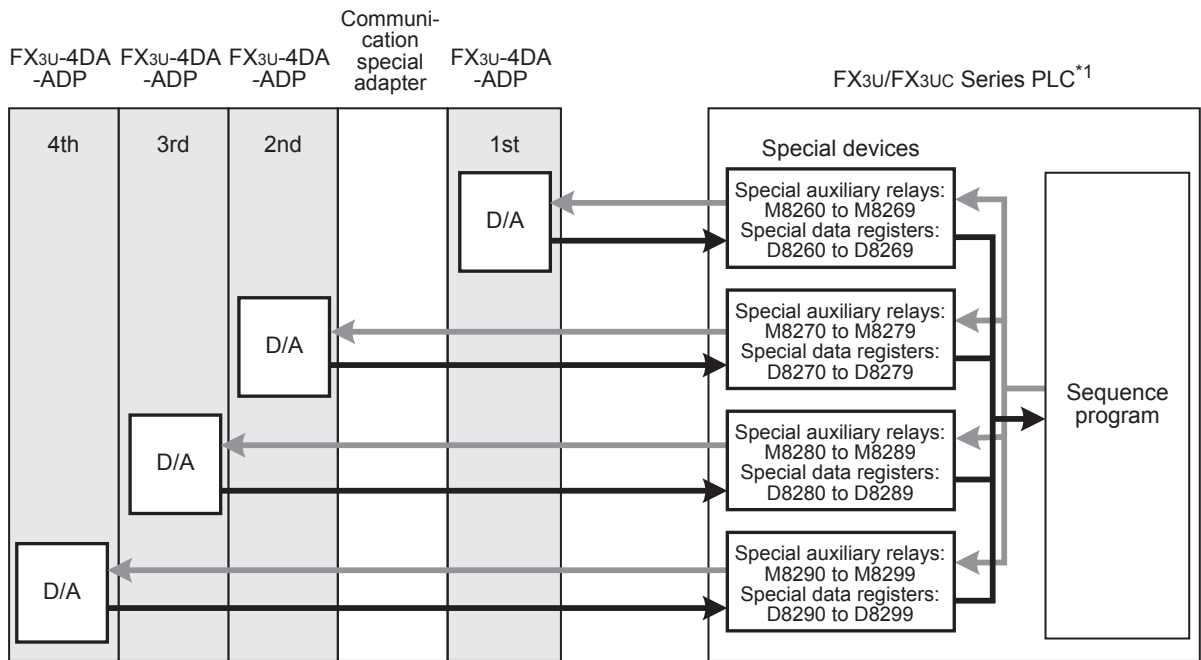 FX3U-4DA
-ADP
FX3U-4DA
-ADP
FX3U-4DA
-ADP
Communi-
cation
special
adapter
FX3U-4DA
-ADP
FX3U/FX3UC Series PLC*1
4th
3rd
2nd
1st
Special devices
D/A
Special auxiliary relays:
M8260 to M8269
Special data registers:
D8260 to D8269
D/A
Special auxiliary relays:
M8270 to M8279
Special data registers:
D8270 to D8279
Sequence
program
D/A
Special auxiliary relays:
M8280 to M8289
Special data registers:
D8280 to D8289
D/A
Special auxiliary relays:
M8290 to M8299
Special data registers:
D8290 to D8299